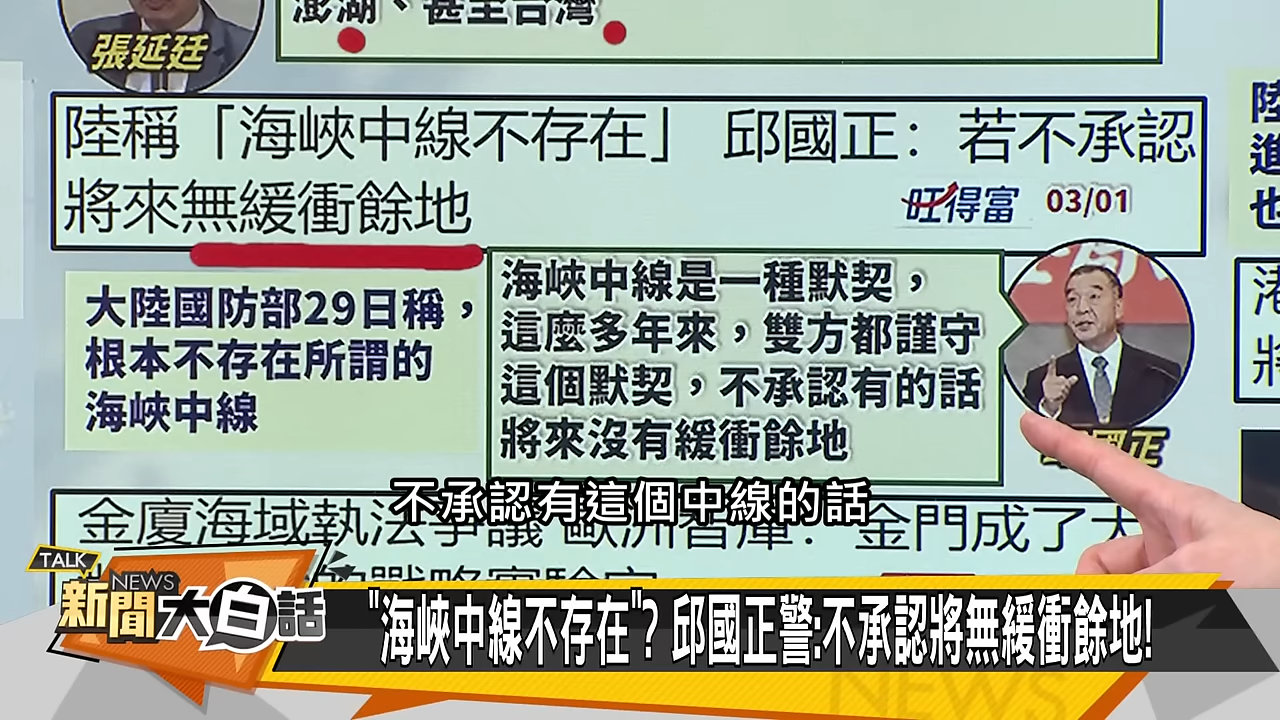 澎湖、甚至台灣
張延廷
陸稱「海峽中線不存在」 邱國正：若不承認
將來無緩衝餘地
旺得富 03/01
大陸國防部29日稱，
根本不存在所謂的
海峽中線
海峽中線是一種默契，
這麼多年來，雙方都謹守
這個默契，不承認有的話
將來沒有緩衝餘地
正
陸
進
也
港
將
不承認有這個中線的話
金廈海域執法爭議 歐洲智庫：金門成了大
TALK
NEWS
新聞大白話
"海峽中線不存在"? 邱國正警:不承認將無緩衝餘地!
NEWS